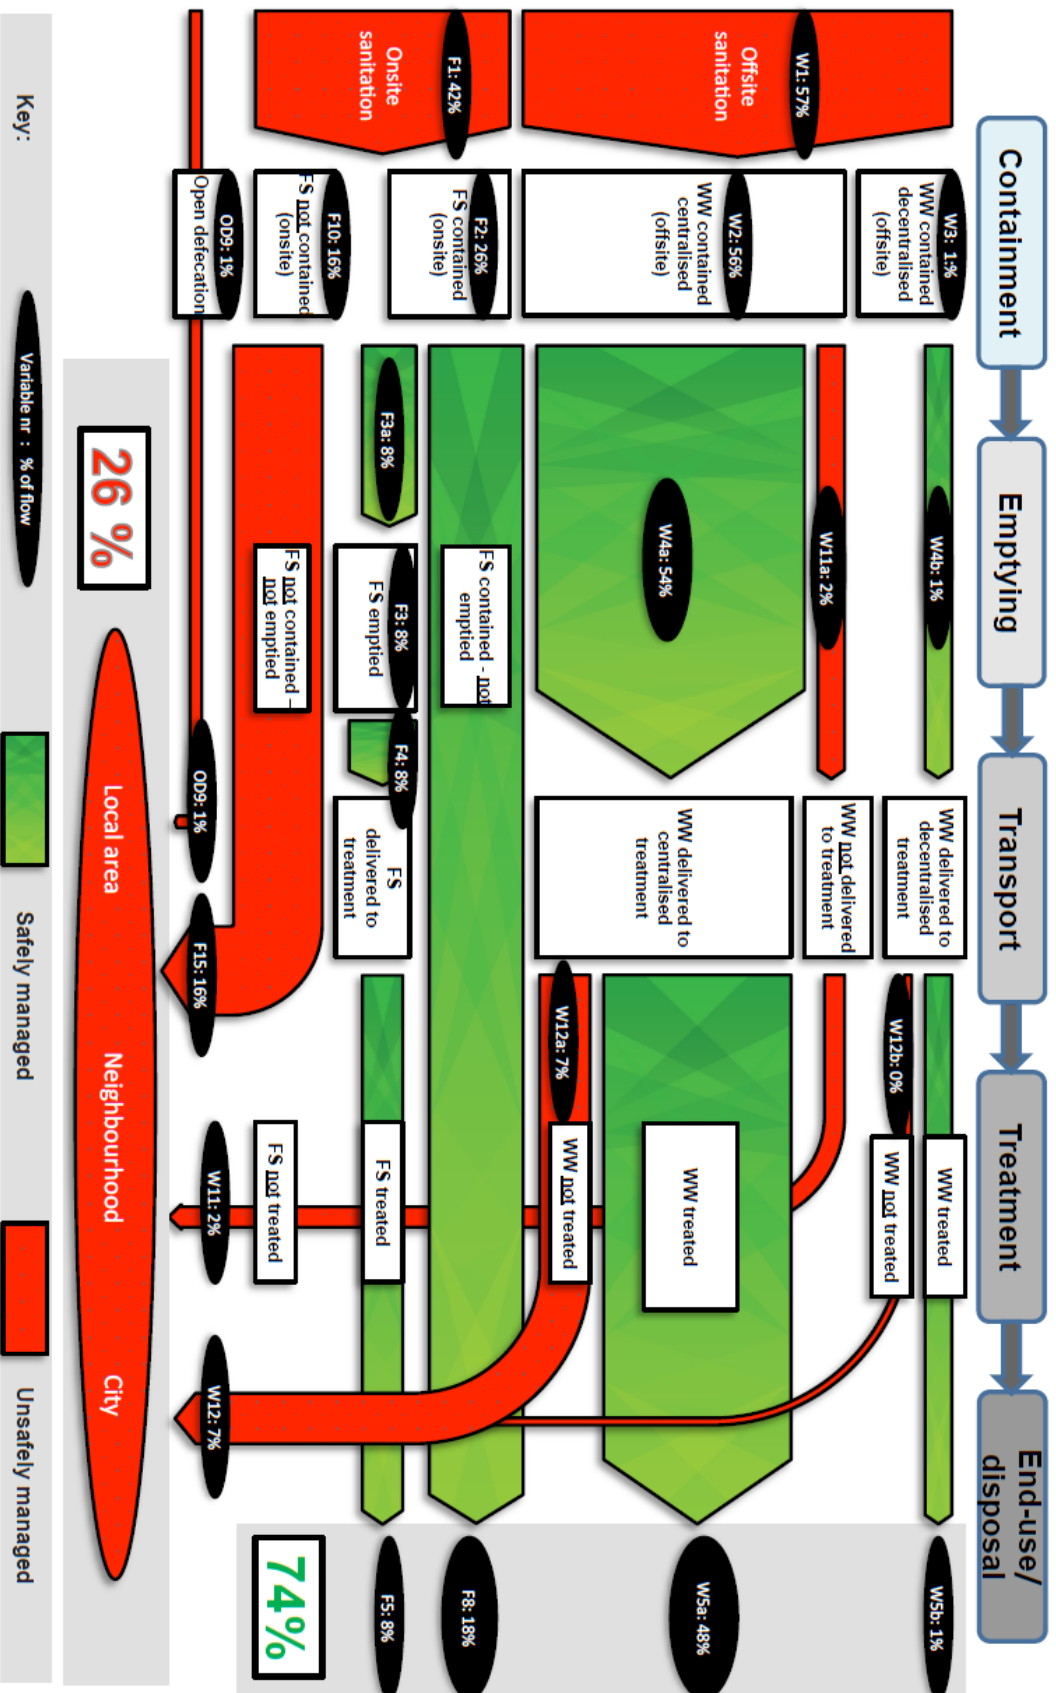 Containment
Emptying
Transport
Treatment
End-use/
disposal
W1: 57%
Offsite
sanitation
F1: 42%
Onsite
sanitation
W3: 1:%
WW contained
decentralised
(offsite)
W2: 56%
WW contained
centralised
(offsite)
F2: 26%
FS contained
(onsite)
F10: 16%
FS not contained
(onsite)
OD9: 1%
Open defecation
W4b: 1%
W11a: 2%
W4a: 54%
FS contained - not
emptied
F3a: 8%
F3: 8%
FS emptied
FS not contained –
not emptied
F4: 8%
WW delivered to
decentralised
treatment
WW not delivered
to treatment
WW delivered to
centralised
treatment
FS
delivered to
treatment
OD9: 1%
F15: 16%
W12b: 0%
W12a: 7%
WW treated
WW not treated
WW treated
WW not treated
FS treated
FS not treated
W11: 2%
W12: 7%
W5b: 1%
W5a: 48%
F8: 18%
F5: 8%
74%
26 %
Local area
Neighbourhood
City
Key:
Variable nr : % of flow
Safely managed
Unsafely managed